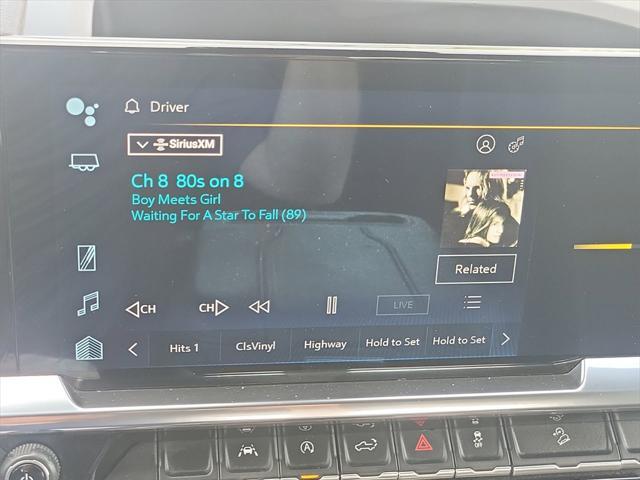 Driver
SiriusXM
Ch 8 80s on 8
Boy Meets Girl
Waiting For A Star To Fall (89)
Related
CH
CH
LIVE
Hits 1
ClsVinyl
Highway
Hold to Set
Hold to Set